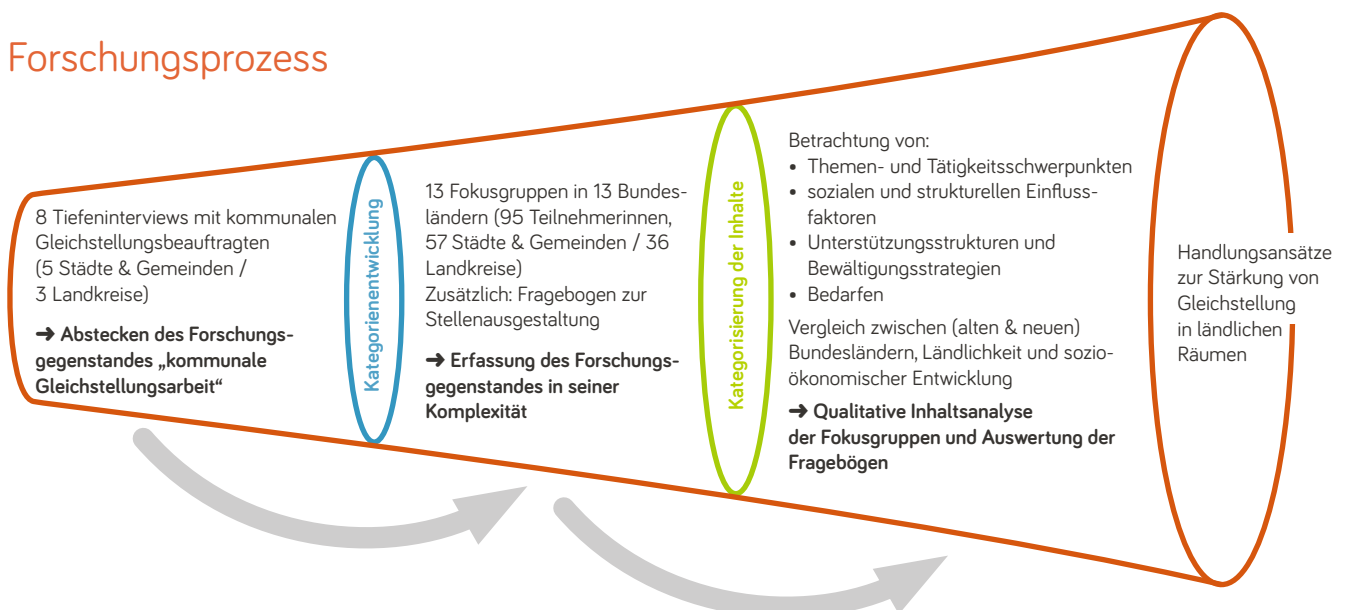 Forschungsprozess
8 Tiefeninterviews mit kommunalen
Gleichstellungsbeauftragten
(5 Städte & Gemeinden /
3 Landkreise)
➜ Abstecken des Forschungs-
gegenstandes „kommunale
Gleichstellungsarbeit“
Kategorienentwicklung
13 Fokusgruppen in 13 Bundes-
ländern (95 Teilnehmerinnen,
57 Städte & Gemeinden / 36
Landkreise)
Zusätzlich: Fragebogen zur
Stellenausgestaltung
➜ Erfassung des Forschungs-
gegenstandes in seiner
Komplexität
Kategorisierung der Inhalte
Betrachtung von:
• Themen- und Tätigkeitsschwerpunkten
• sozialen und strukturellen Einfluss-
faktoren
• Unterstützungsstrukturen und
Bewältigungsstrategien
• Bedarfen
Vergleich zwischen (alten & neuen)
Bundesländern, Ländlichkeit und sozio-
ökonomischer Entwicklung
➜ Qualitative Inhaltsanalyse
der Fokusgruppen und Auswertung der
Fragebögen
Handlungsansätze
zur Stärkung von
Gleichstellung
in ländlichen
Räumen